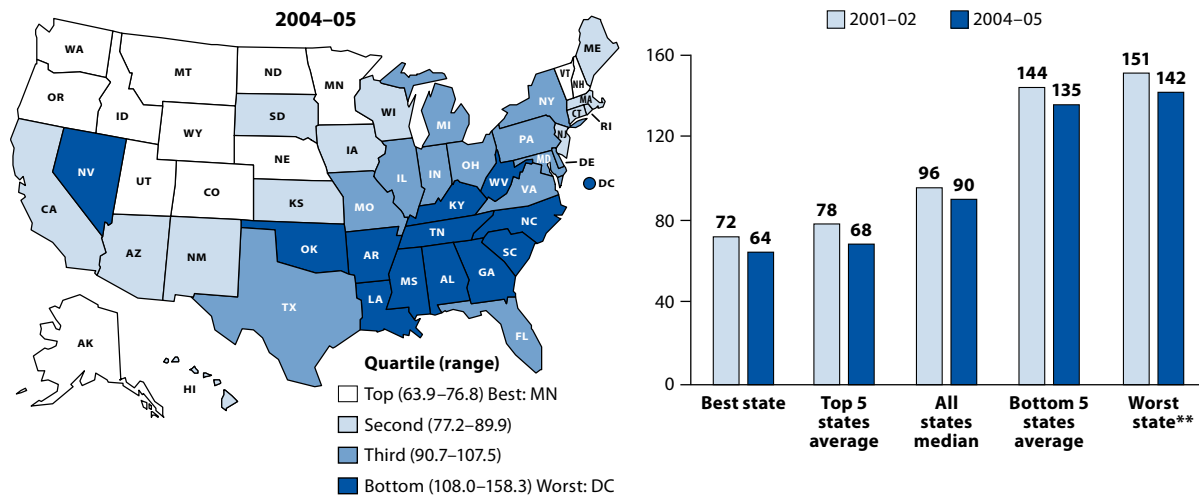 2004–05
WA
MT
ND
MN
OR
ID
WY
SD
WI
MI
NY
VT
NH
ME
MA
CT
RI
NV
UT
CO
NE
IA
IL
IN
OH
PA
NJ
MD
DE
DC
CA
AZ
NM
KS
MO
KY
WV
VA
OK
AR
TN
NC
SC
TX
LA
MS
AL
GA
FL
AK
HI
Quartile (range)
Top (63.9–76.8) Best: MN
Second (77.2–89.9)
Third (90.7–107.5)
Bottom (108.0–158.3) Worst: DC
2001–02
2004–05
160
120
80
40
0
72
64
78
68
96
90
144
135
151
142
Best state
Top 5
states
average
All
states
median
Bottom 5
states
average
Worst
state**